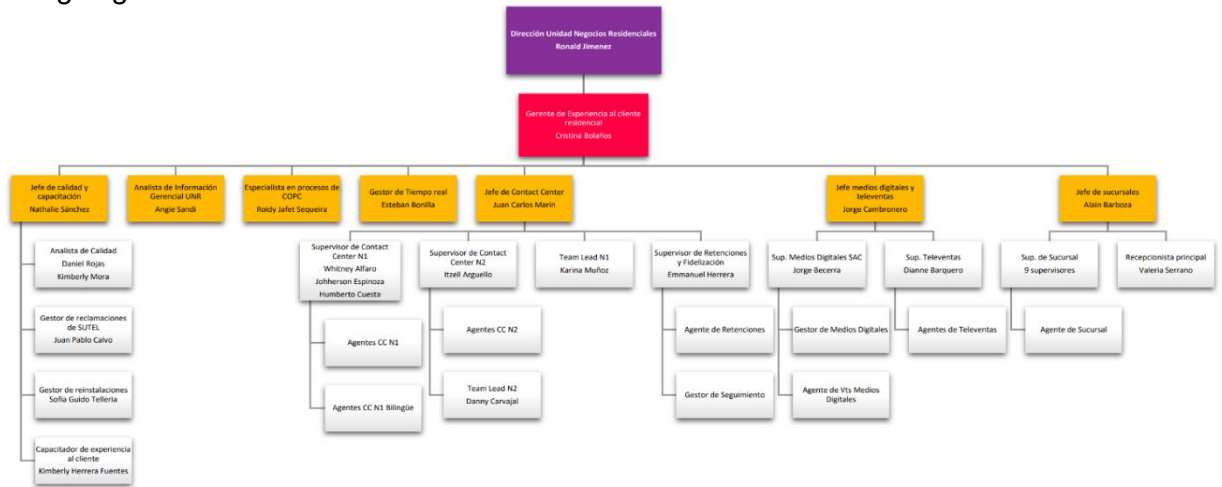 Dirección Unidad Negocios Residenciales
Ronald Jimenez
Gerente de Experiencia al cliente
residencial
Cristina Bolaños
Jefe de calidad y
capacitación
Nathalie Sánchez
Analista de Información
Gerencial UNR
Angie Sandi
Especialista en procesos de
COPC
Roidy Jafet Sequeira
Gestor de Tiempo real
Esteban Bonilla
Jefe de Contact Center
Juan Carlos Marin
Jefe medios digitales y
televentas
Jorge Cambronero
Jefe de sucursales
Alain Barboza
Analista de Calidad
Daniel Rojas
Kimberly Mora
Gestor de reclamaciones
de SUTEL
Juan Pablo Calvo
Gestor de reinstalaciones
Sofia Guido Telleria
Capacitador de experiencia
al cliente
Kimberly Herrera Fuentes
Supervisor de Contact
Center N1
Whitney Alfaro
Johherson Espinoza
Humberto Cuesta
Agentes CC N1
Agentes CC N1 Bilingüe
Supervisor de Contact
Center N2
Itzell Arguello
Agentes CC N2
Team Lead N2
Danny Carvajal
Team Lead N1
Karina Muñoz
Supervisor de Retenciones
y Fidelización
Emmanuel Herrera
Agente de Retenciones
Gestor de Seguimiento
Sup. Medios Digitales SAC
Jorge Becerra
Gestor de Medios Digitales
Agente de Vts Medios
Digitales
Sup. Televentas
Dianne Barquero
Agentes de Televentas
Sup. de Sucursal
9 supervisores
Agente de Sucursal
Recepcionista principal
Valeria Serrano